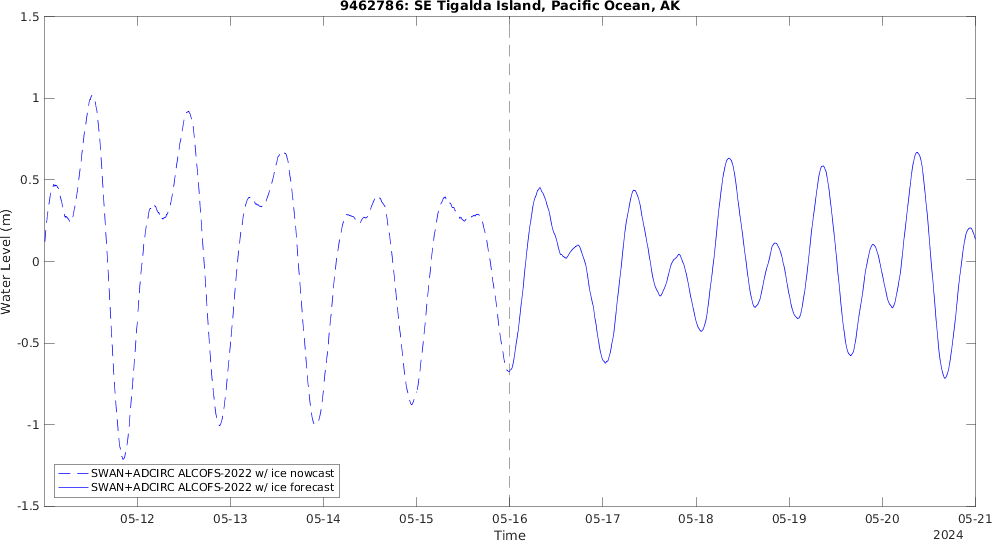 9462786: SE Tigalda Island, Pacific Ocean, AK
1.5
1
0.5
0
-0.5
-1
-1.5
Water Level (m)
SWAN+ADCIRC ALCOFS-2022 w/ ice nowcast
SWAN+ADCIRC ALCOFS-2022 w/ ice forecast
05-12 05-13 05-14 05-15 05-16 05-17 05-18 05-19 05-20 05-21
Time
2024